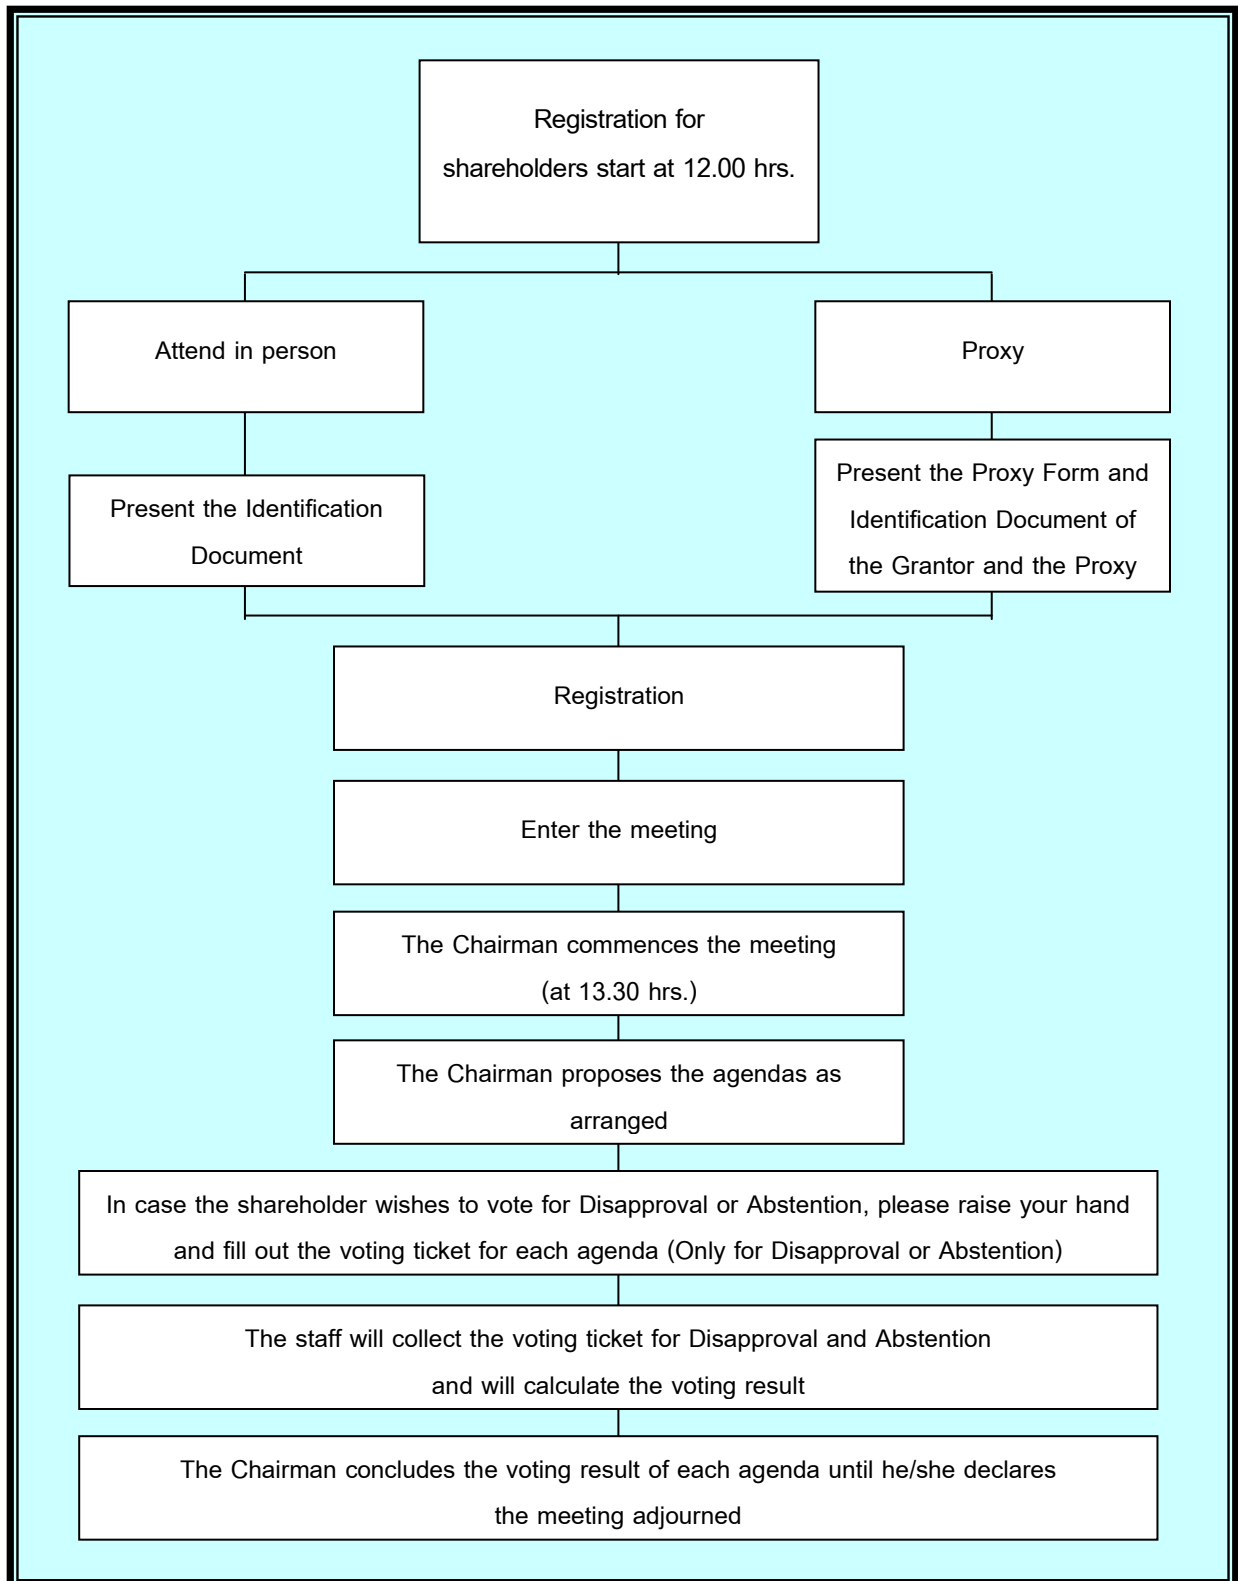 Registration for
shareholders start at 12.00 hrs.
Attend in person
Proxy
Present the Identification
Document
Present the Proxy Form and
Identification Document of
the Grantor and the Proxy
Registration
Enter the meeting
The Chairman commences the meeting
(at 13.30 hrs.)
The Chairman proposes the agendas as
arranged
In case the shareholder wishes to vote for Disapproval or Abstention, please raise your hand
and fill out the voting ticket for each agenda (Only for Disapproval or Abstention)
The staff will collect the voting ticket for Disapproval and Abstention
and will calculate the voting result
The Chairman concludes the voting result of each agenda until he/she declares
the meeting adjourned